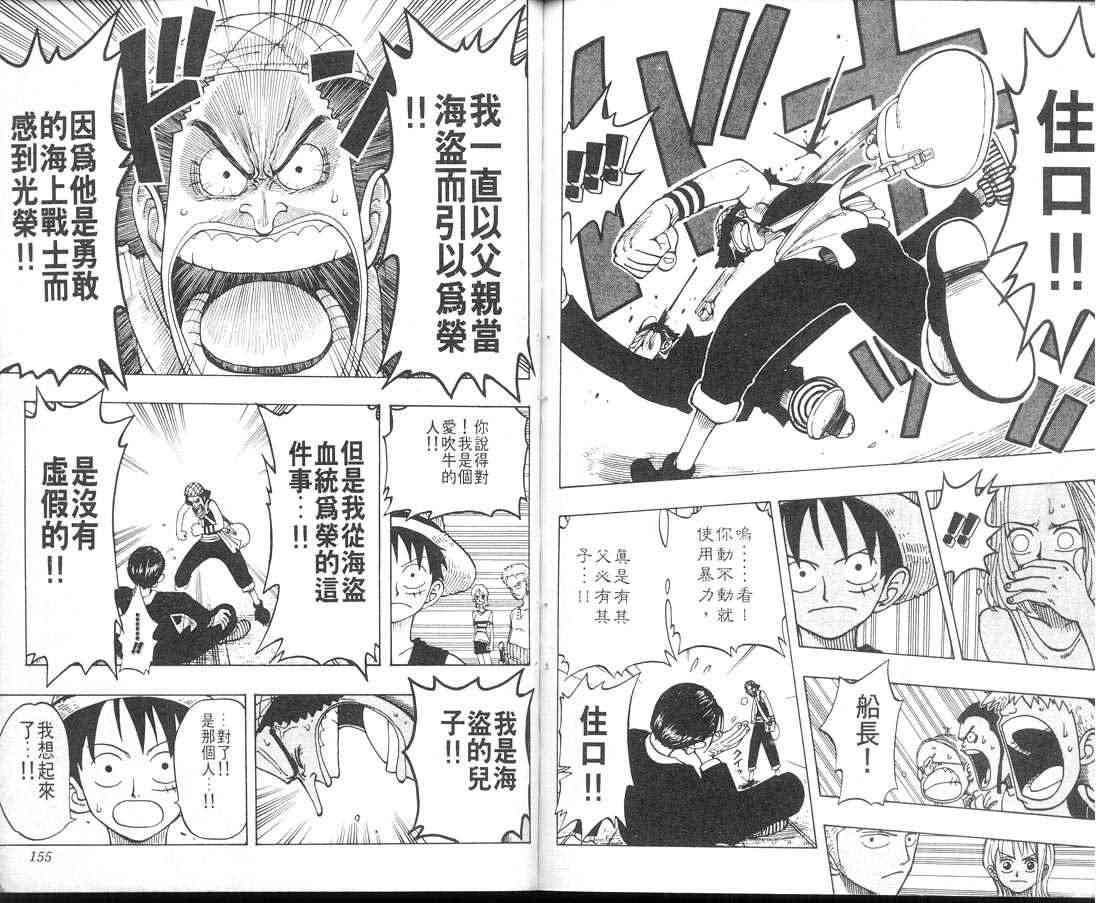 住口!!
!!!
!!
船長！
嗚……看！
你動不動就
使用暴力，
真是有其
父必有其
子…!!
住口!!
我一直以父親當
海盜而引以爲榮
!!
因爲他是勇敢
的海上戰士而
感到光榮!!
你說得對
！我是個
愛吹牛的
人!!
但是我從海盜
血統爲榮的這
件事…!!
是沒有
虛假的!!
………!!
我是海
盜的兒
子!!
…對了!!
是那個人…!!
我想起來
了…!!
155